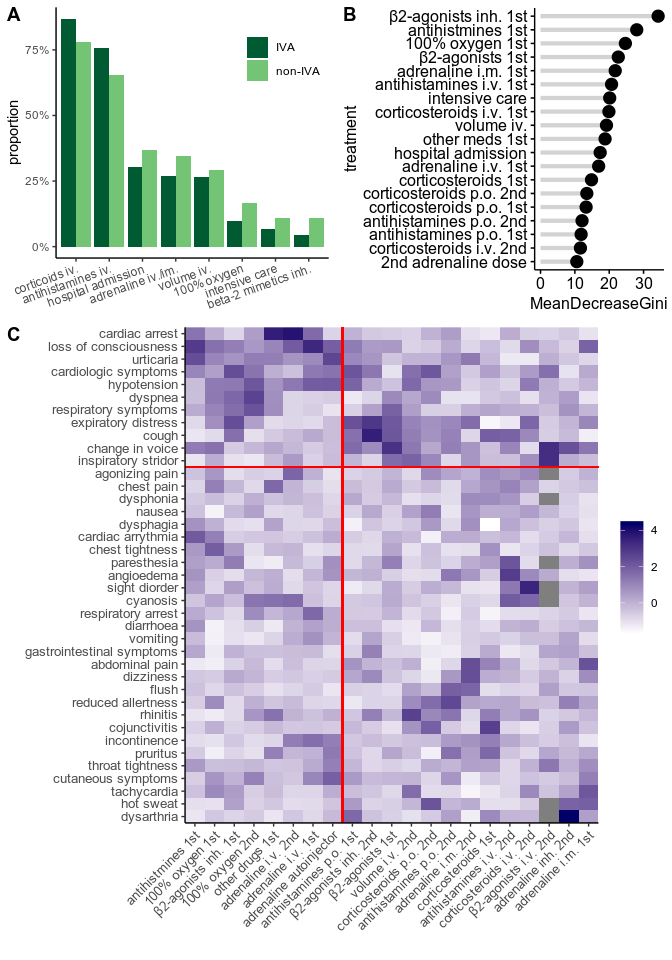 A
75%
50%
25%
0%
proportion
IVA
non-IVA
corticoids iv.
antihistamines iv.
hospital admission
adrenaline iv./im.
volume iv.
100% oxygen
intensive care
beta-2 mimetics inh.
B
treatment
β2-agonists inh. 1st
antihistmines 1st
100% oxygen 1st
β2-agonists 1st
adrenaline i.m. 1st
antihistamines i.v. 1st
intensive care
corticosteroids i.v. 1st
volume iv.
other meds 1st
hospital admission
adrenaline i.v. 1st
corticosteroids 1st
corticosteroids p.o. 2nd
corticosteroids p.o. 1st
antihistamines p.o. 2nd
antihistamines p.o. 1st
corticosteroids i.v. 2nd
2nd adrenaline dose
0 10 20 30
MeanDecreaseGini
C
cardiac arrest
loss of consciousness
urticaria
cardiologic symptoms
hypotension
dyspnea
respiratory symptoms
expiratory distress
cough
change in voice
inspiratory stridor
agonizing pain
chest pain
dysphonia
nausea
dysphagia
cardiac arrythmia
chest tightness
paresthesia
angioedema
sight disorder
cyanosis
respiratory arrest
diarrhoea
vomiting
gastrointestinal symptoms
abdominal pain
dizziness
flush
reduced allertness
rhinitis
cojunctivitis
incontinence
pruritus
throat tightness
cutaneous symptoms
tachycardia
hot sweat
dysarthria
4
2
0
antihistmines 1st
100% oxygen 1st
β2-agonists inh. 1st
100% oxygen 2nd
other drugs 1st
adrenaline i.v. 2nd
adrenaline i.v. 1st
adrenaline autoinjector
antihistamines p.o. 1st
β2-agonists inh. 2nd
β2-agonists 1st
volume i.v. 2nd
corticosteroids p.o. 2nd
antihistamines p.o. 2nd
adrenaline i.m. 2nd
corticosteroids 1st
antihistamines i.v. 2nd
corticosteroids i.v. 2nd
β2-agonists i.v. 2nd
adrenaline inh. 2nd
adrenaline i.m. 1st